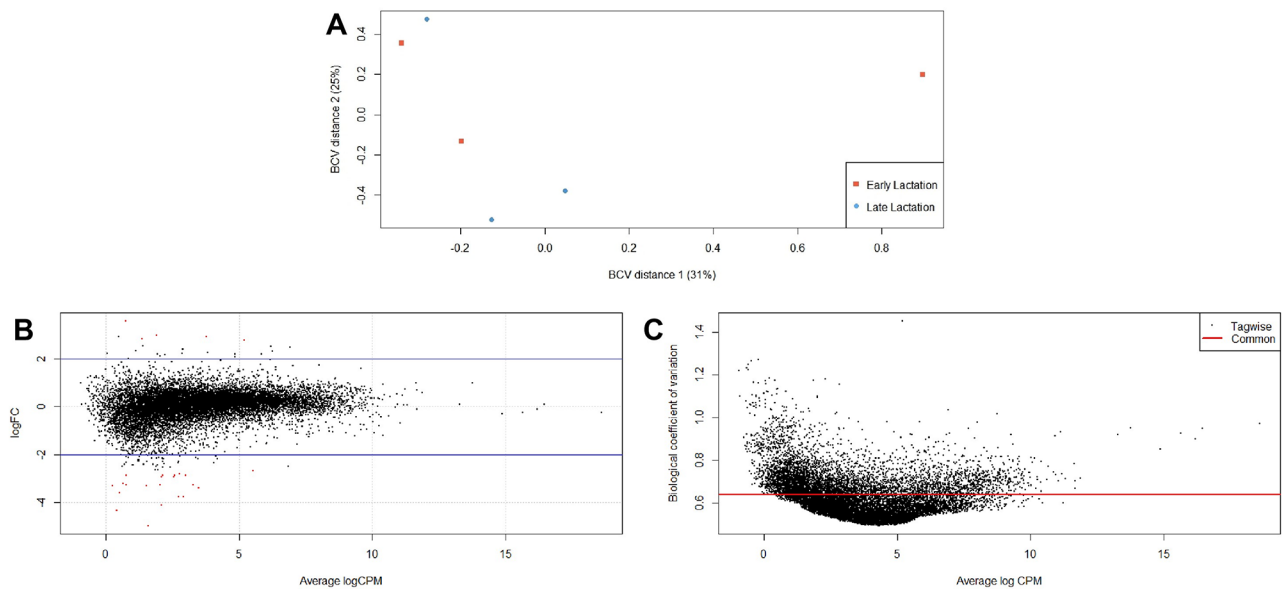 A
BCV distance 2 (25%)
0.4
0.2
0.0
-0.2
-0.4
-0.2
0.0
0.2
0.4
0.6
0.8
BCV distance 1 (31%)
Early Lactation
Late Lactation
B
logFC
2
0
-2
-4
0
5
10
15
Average logCPM
C
Biological coefficient of variation
1.4
1.2
1.0
0.8
0.6
0
5
10
15
Average log CPM
Tagwise
Common